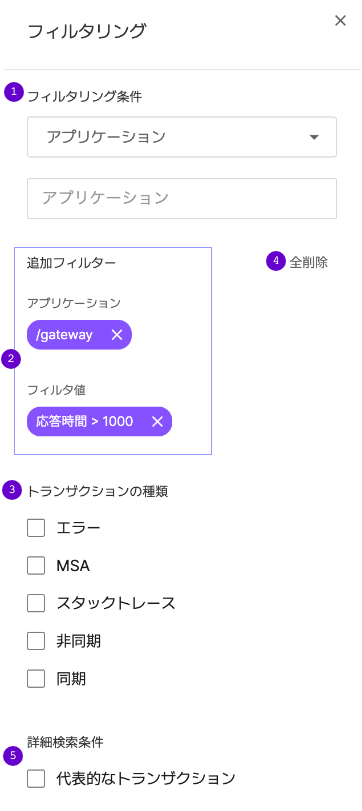 フィルタリング
1 フィルタリング条件
アプリケーション
アプリケーション
追加フィルター
4 全削除
アプリケーション
/gateway
2
フィルタ値
応答時間 > 1000
3 トランザクションの種類
エラー
MSA
スタックトレース
非同期
同期
詳細検索条件
5
代表的なトランザクション